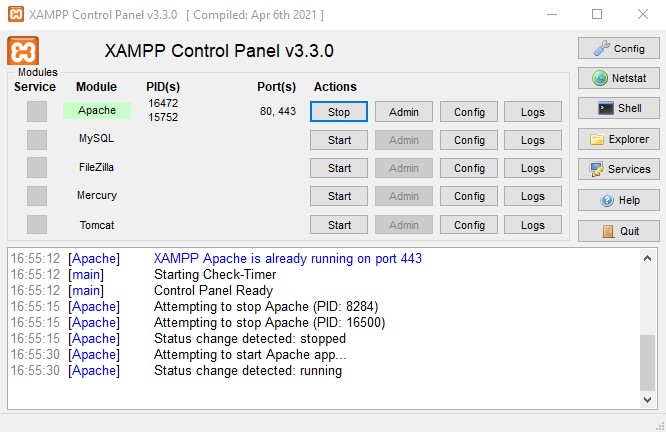 XAMPP Control Panel v3.3.0 [ Compiled: Apr 6th 2021 ]
XAMPP Control Panel v3.3.0
Config
Modules
Service Module PID(s) Port(s) Actions
Netstat
Apache 16472 15752 80, 443 Stop Admin Config Logs
Shell
MySQL Start Admin Config Logs
Explorer
FileZilla Start Admin Config Logs
Services
Mercury Start Admin Config Logs
Help
Tomcat Start Admin Config Logs
Quit
16:55:12 [Apache] XAMPP Apache is already running on port 443
16:55:12 [main] Starting Check-Timer
16:55:12 [main] Control Panel Ready
16:55:15 [Apache] Attempting to stop Apache (PID: 8284)
16:55:15 [Apache] Attempting to stop Apache (PID: 16500)
16:55:15 [Apache] Status change detected: stopped
16:55:30 [Apache] Attempting to start Apache app...
16:55:30 [Apache] Status change detected: running